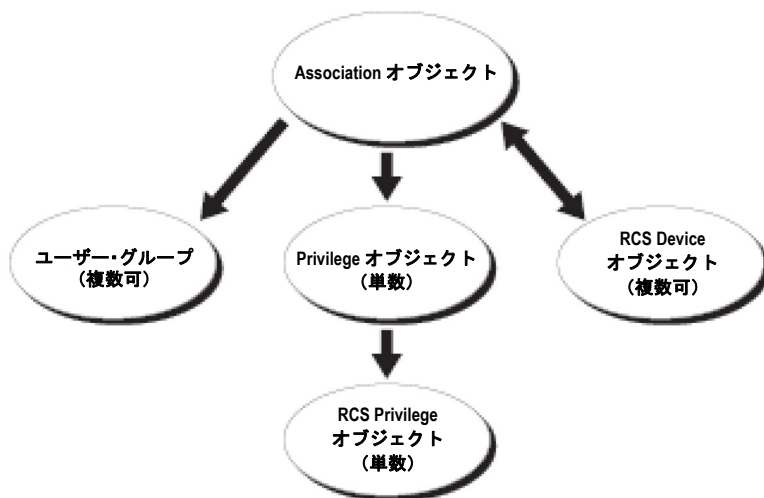 Association オブジェクト
ユーザー・グループ
（複数可）
Privilege オブジェクト
（単数）
RCS Device
オブジェクト
（複数可）
RCS Privilege
オブジェクト
（単数）